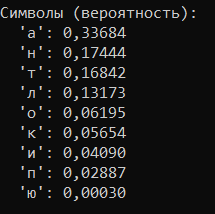 Символы (вероятность):
'а': 0,33684
'н': 0,17444
'т': 0,16842
'л': 0,13173
'о': 0,06195
'к': 0,05654
'и': 0,04090
'п': 0,02887
'ю': 0,00030